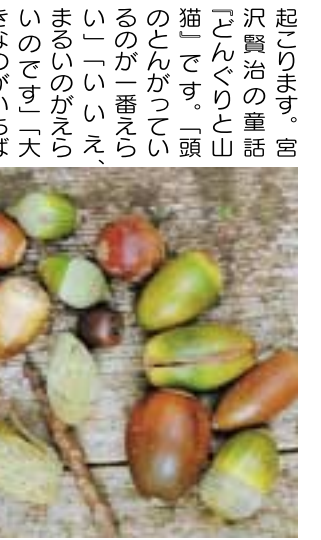 起こります。宮
沢賢治の童話
『どんぐりと山
猫』です。「頭
のとんがってい
るのが一番えら
い」「いいえ、
まるいのがえら
いのです」「大
きなのがいちば